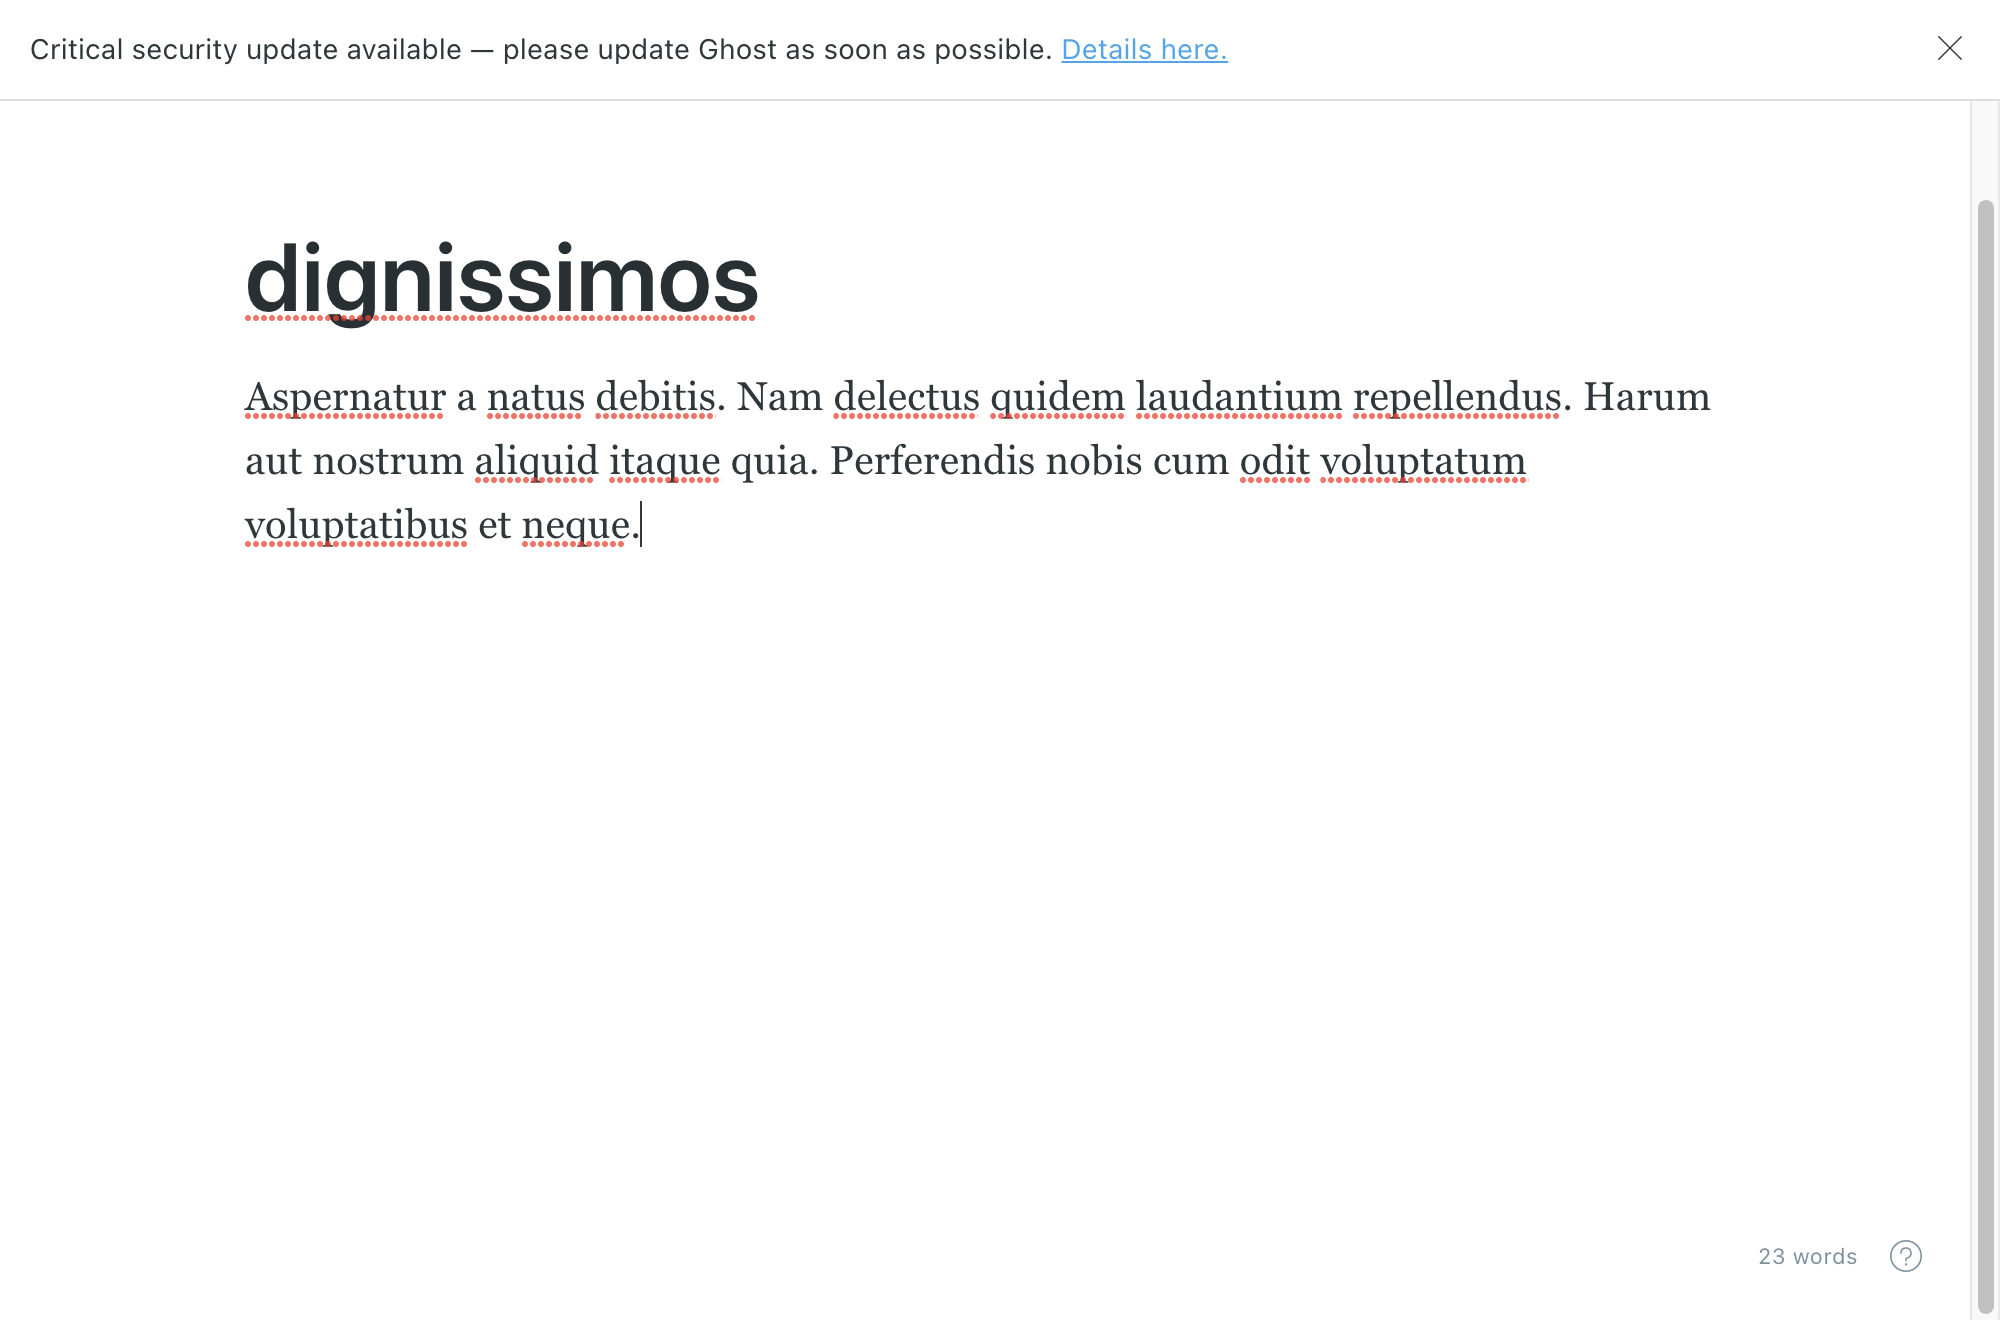 Critical security update available — please update Ghost as soon as possible. Details here.
dignissimos
Aspernatur a natus debitis. Nam delectus quidem laudantium repellendus. Harum
aut nostrum aliquid itaque quia. Perferendis nobis cum odit voluptatum
voluptatibus et neque.
23 words ?